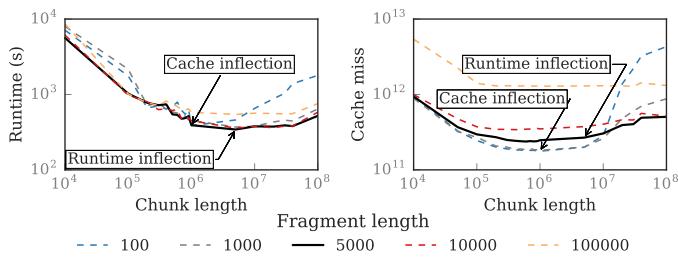 10^4
10^3
10^2
Runtime (s)
Cache inflection
Runtime inflection
10^4 10^5 10^6 10^7 10^8
Chunk length
10^13
10^12
10^11
Cache miss
Runtime inflection
Cache inflection
10^4 10^5 10^6 10^7 10^8
Chunk length
Fragment length
100 1000 5000 10000 100000